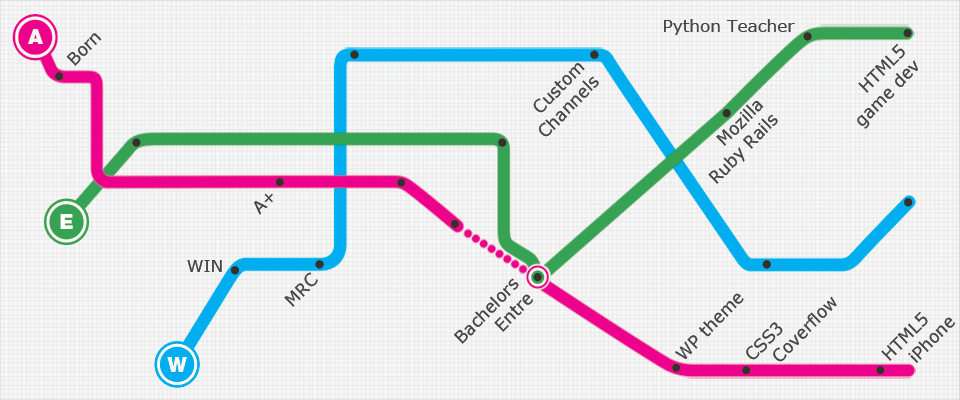 A
Born
Python Teacher
HTML5
game dev
Custom
Channels
Mozilla
Ruby Rails
A+
E
WIN
MRC
Bachelors
Entre
W
WP theme
CSS3
Coverflow
HTML5
iPhone